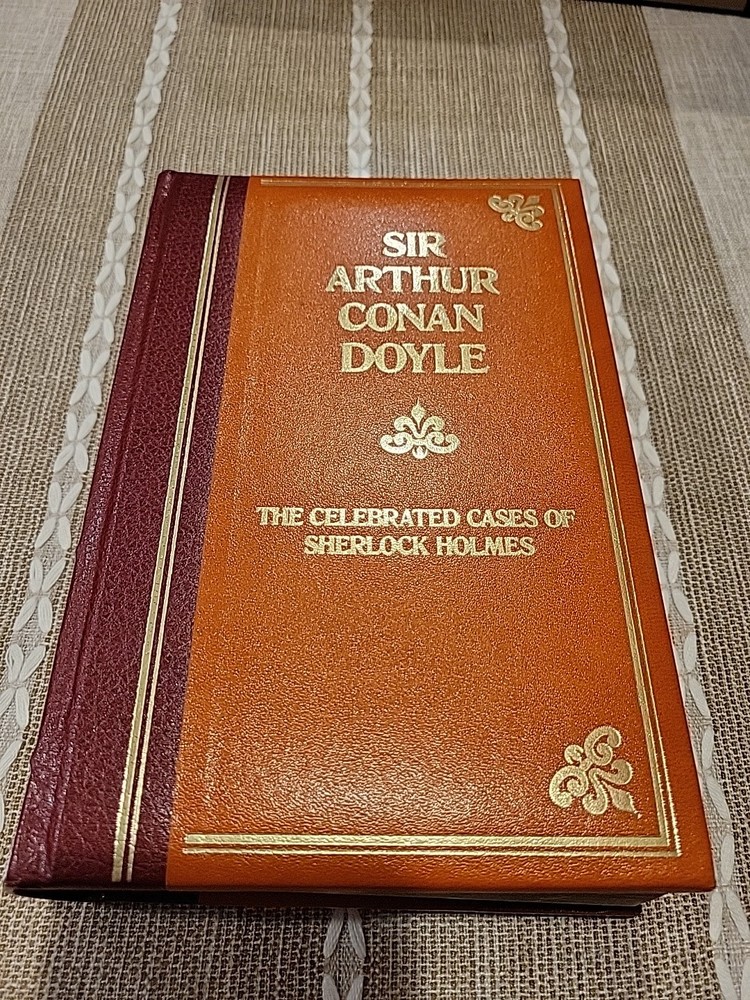 SIR
ARTHUR
CONAN
DOYLE
THE CELEBRATED CASES OF
SHERLOCK HOLMES